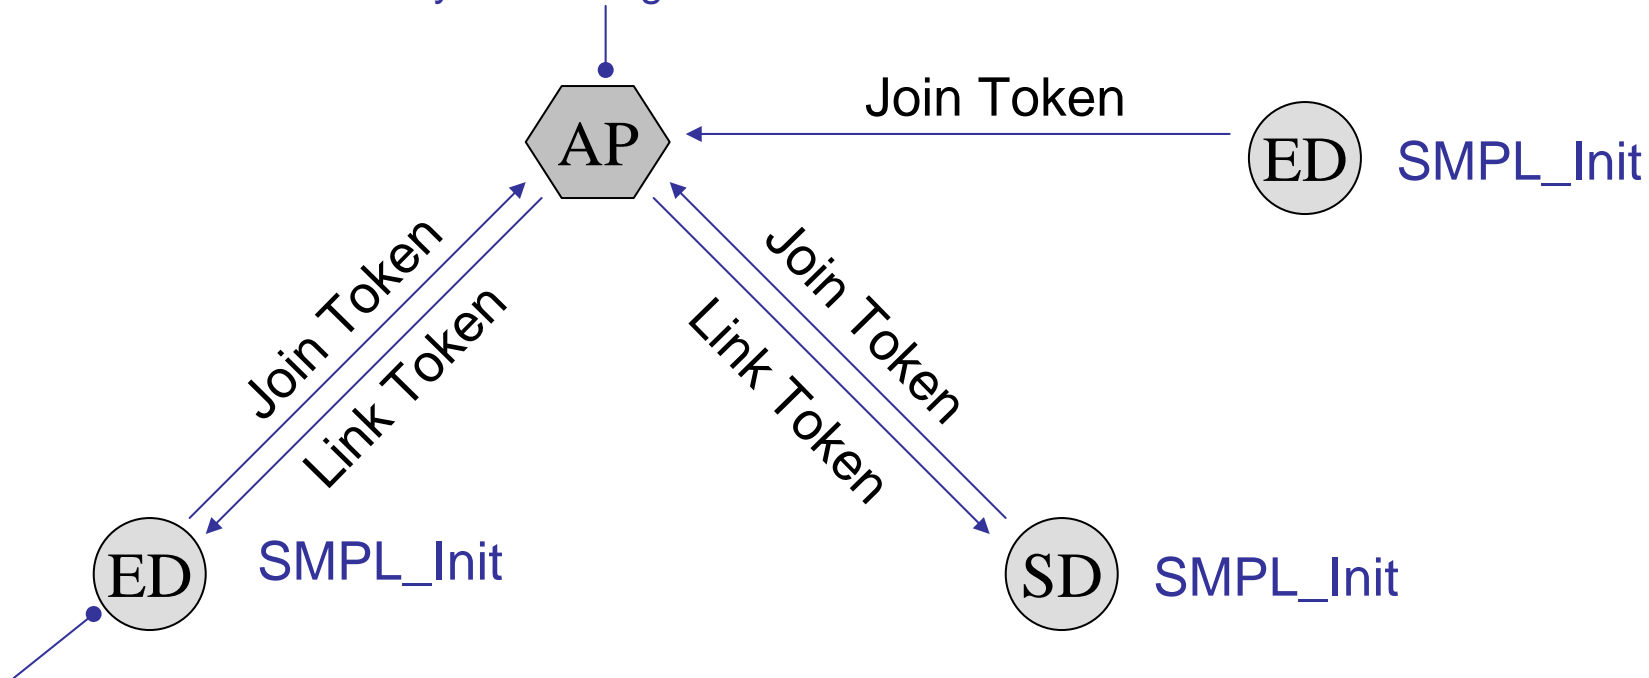 Join Token
AP
ED
SMPL_Init
Join Token
Link Token
Join Token
Link Token
ED
SMPL_Init
SD
SMPL_Init